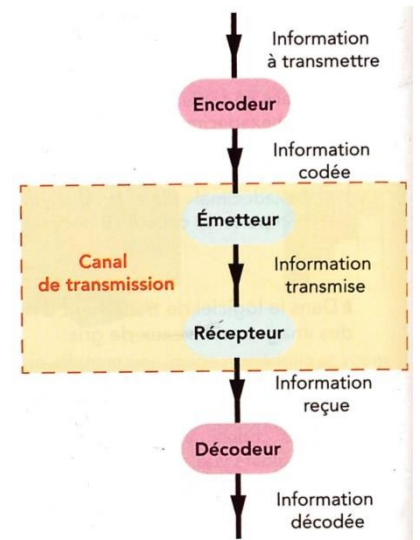 Information
à transmettre
Encodeur
Information
codée
Émetteur
Canal
de transmission
Information
transmise
Récepteur
Information
reçue
Décodeur
Information
décodée